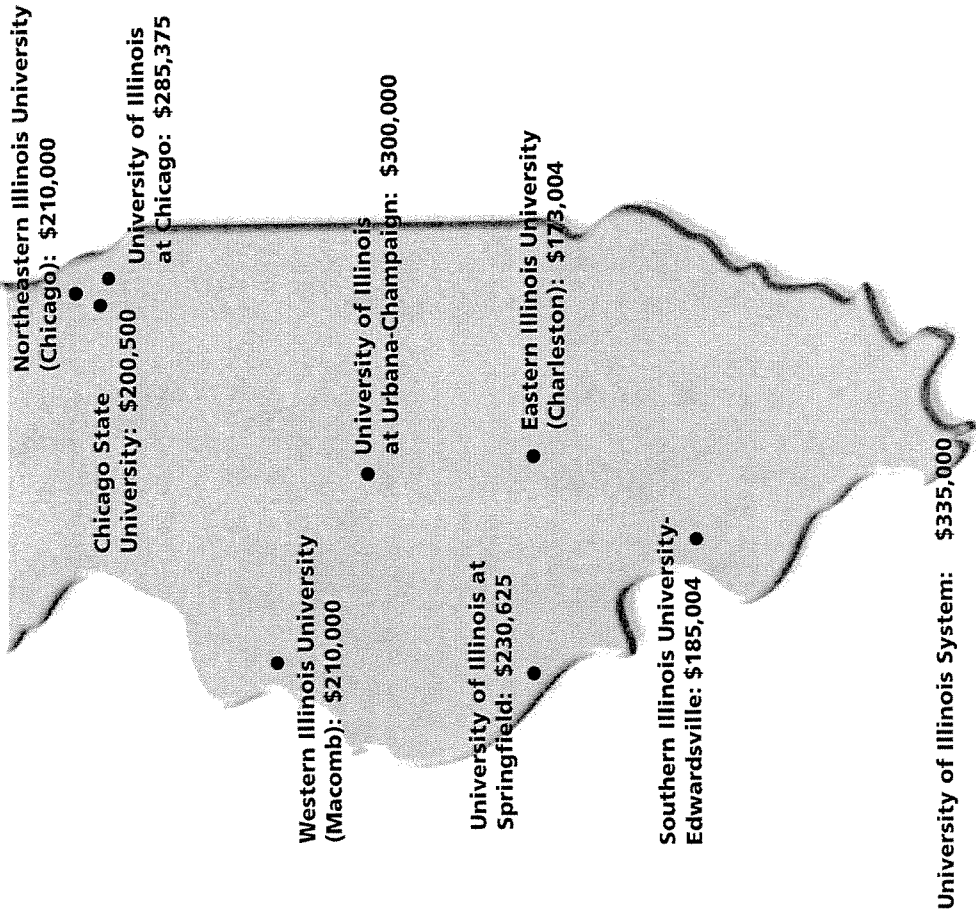 Northeastern Illinois University
(Chicago): $210,000
University of Illinois
at Chicago: $285,375
Chicago State
University: $200,500
Western Illinois University
(Macomb): $210,000
University of Illinois
at Urbana-Champaign: $300,000
University of Illinois at
Springfield: $230,625
Eastern Illinois University
(Charleston): $173,004
Southern Illinois University-
Edwardsville: $185,004
University of Illinois System: $335,000